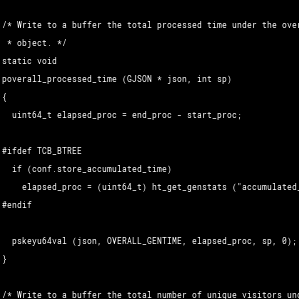 /* Write to a buffer the total processed time under the over
* object. */
static void
poverall_processed_time (GJSON * json, int sp)
{
uint64_t elapsed_proc = end_proc - start_proc;
#ifdef TCB_BTREE
if (conf.store_accumulated_time)
elapsed_proc = (uint64_t) ht_get_genstats ("accumulated_
#endif
pskeyu64val (json, OVERALL_GENTIME, elapsed_proc, sp, 0);
}
/* Write to a buffer the total number of unique visitors und